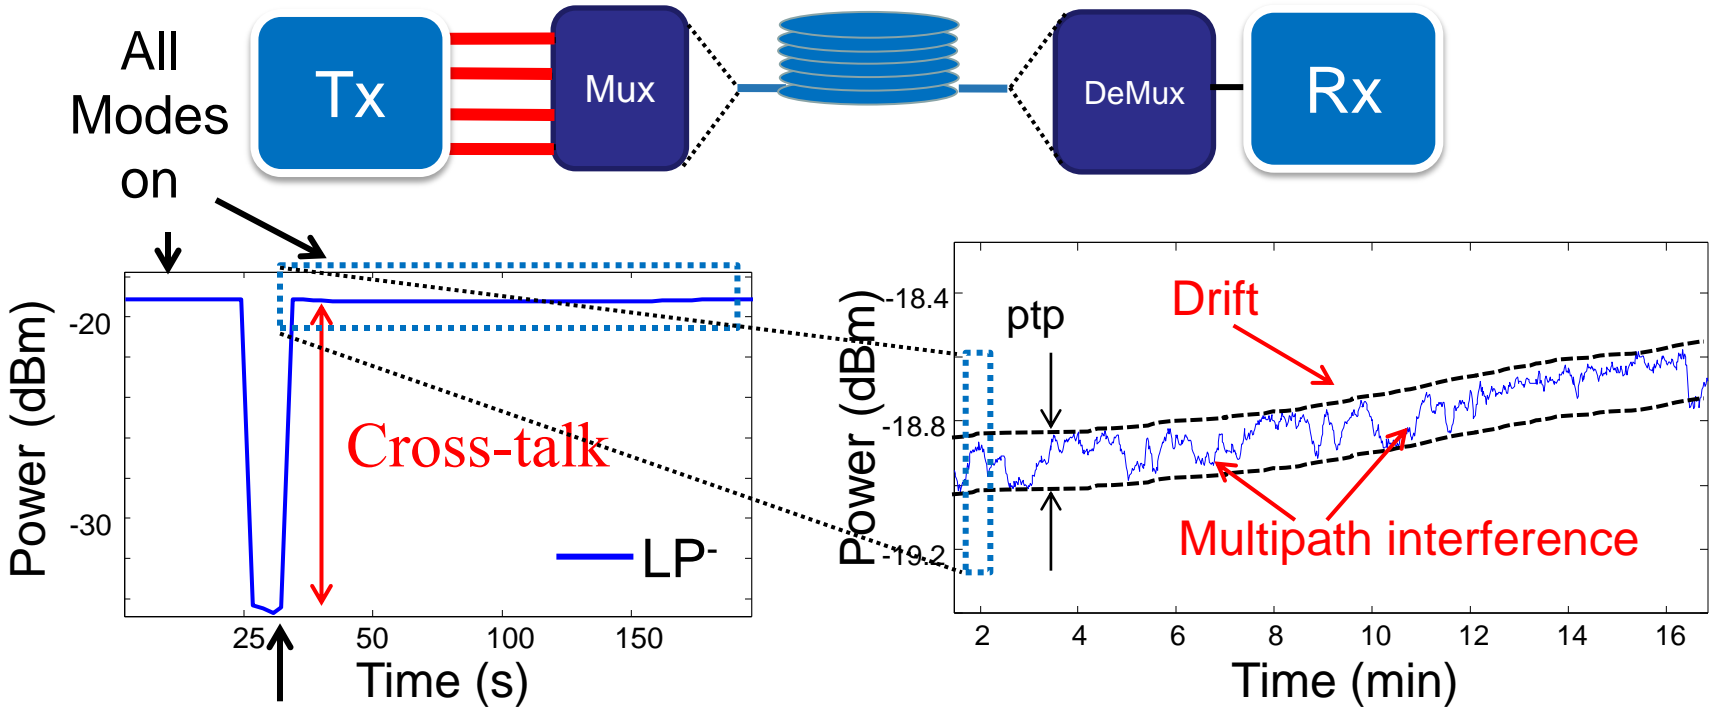 All
Modes
on
Tx
Mux
DeMux
Rx
Power (dBm)
-20
-30
Cross-talk
LP-
25
50
100
150
Time (s)
Power (dBm)
-18.4
-18.8
-19.2
ptp
Drift
Multipath interference
2
4
6
8
10
12
14
16
Time (min)